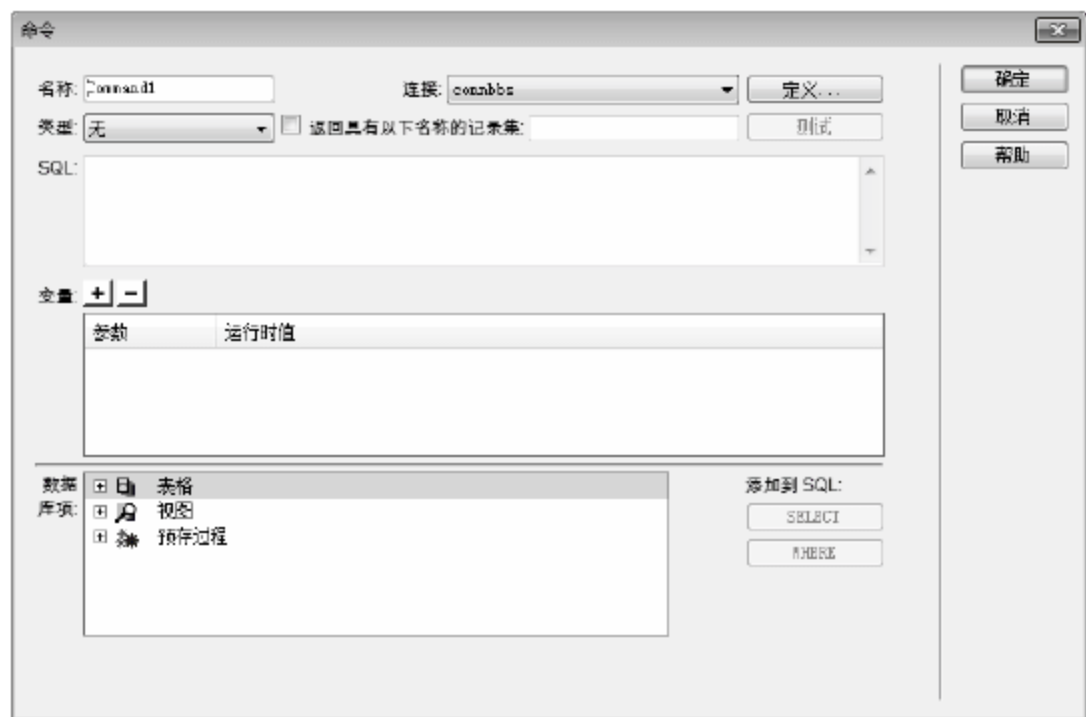 命令
名称: Command1 连接: connbbs 定义... 确定
类型: 无 返回具有以下名称的记录集: 测试 取消
帮助
SQL:
变量: + −
参数 运行时值
数据库项: 表格 添加到 SQL:
视图 SELECT
预存过程 WHERE